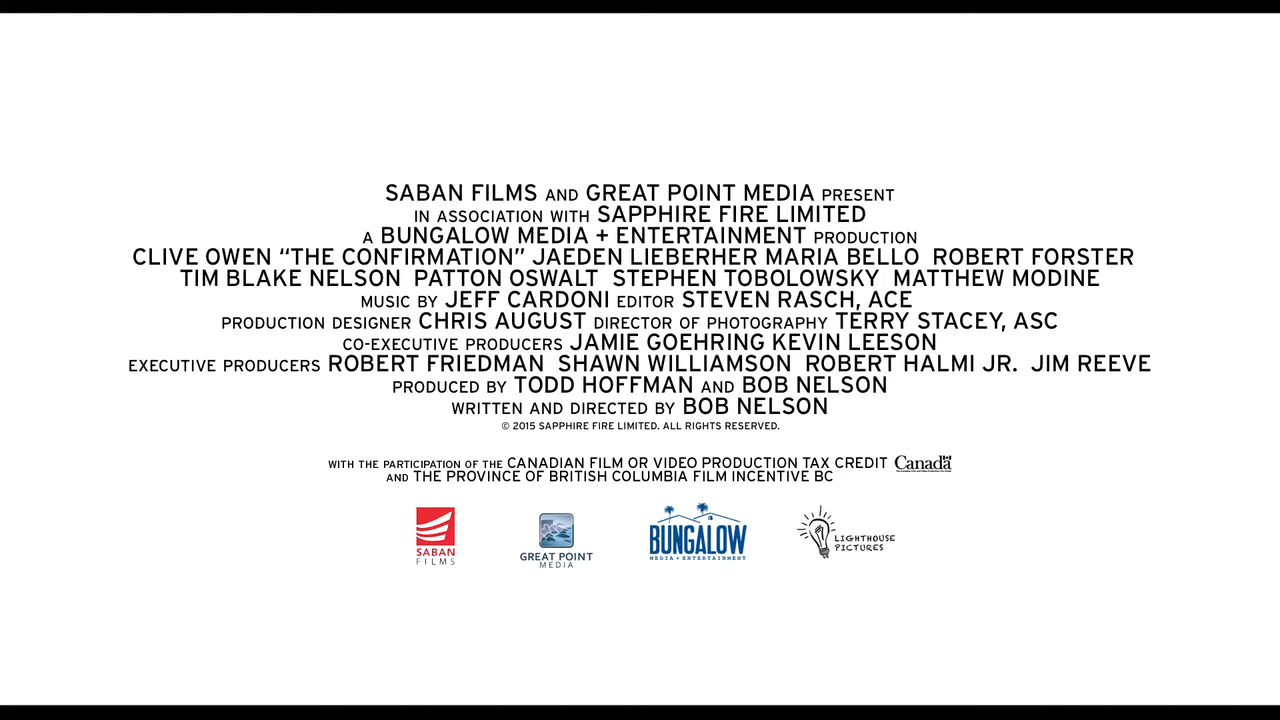 SABAN FILMS AND GREAT POINT MEDIA PRESENT
IN ASSOCIATION WITH SAPPHIRE FIRE LIMITED
A BUNGALOW MEDIA + ENTERTAINMENT PRODUCTION
CLIVE OWEN “THE CONFIRMATION” JAEDEN LIEBERHER MARIA BELLO ROBERT FORSTER
TIM BLAKE NELSON PATTON OSWALT STEPHEN TOBOLOWSKY MATTHEW MODINE
MUSIC BY JEFF CARDONI EDITOR STEVEN RASCH, ACE
PRODUCTION DESIGNER CHRIS AUGUST DIRECTOR OF PHOTOGRAPHY TERRY STACEY, ASC
CO-EXECUTIVE PRODUCERS JAMIE GOEHRING KEVIN LEESON
EXECUTIVE PRODUCERS ROBERT FRIEDMAN SHAWN WILLIAMSON ROBERT HALMI JR. JIM REEVE
PRODUCED BY TODD HOFFMAN AND BOB NELSON
WRITTEN AND DIRECTED BY BOB NELSON
© 2015 SAPPHIRE FIRE LIMITED. ALL RIGHTS RESERVED.
WITH THE PARTICIPATION OF THE CANADIAN FILM OR VIDEO PRODUCTION TAX CREDIT Canada
AND THE PROVINCE OF BRITISH COLUMBIA FILM INCENTIVE BC
SABAN
FILMS
GREAT POINT
MEDIA
BUNGALOW
MEDIA + ENTERTAINMENT
LIGHTHOUSE
PICTURES